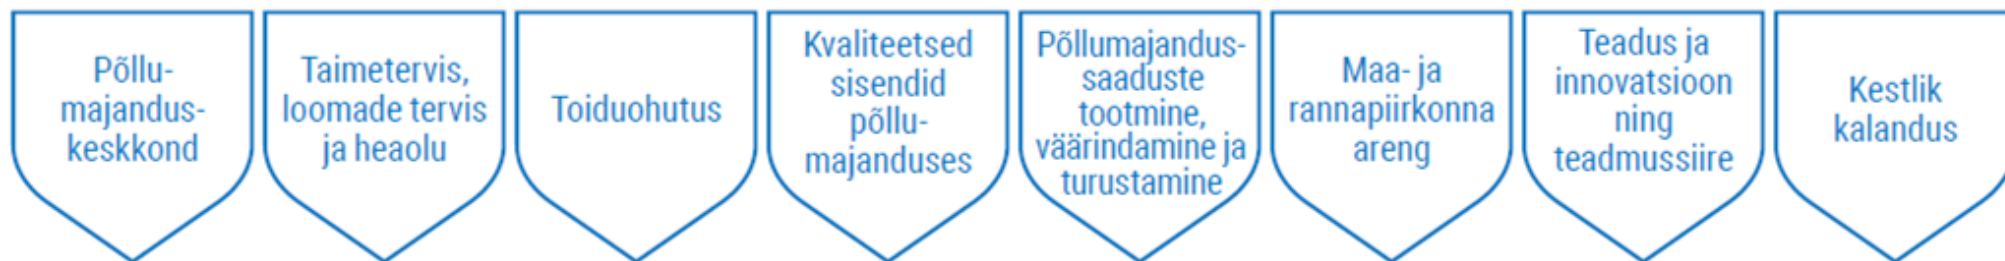 Põllu-
majandus-
keskkond
Taimetervis,
loomade tervis
ja heaolu
Toiduohutus
Kvaliteetsed
sisendid
põllu-
majanduses
Põllumajandus-
saaduste
tootmine,
väärindamine ja
turustamine
Maa- ja
rannapiirkonna
areng
Teadus ja
innovatsioon
ning
teadmussiire
Kestlik
kalandus